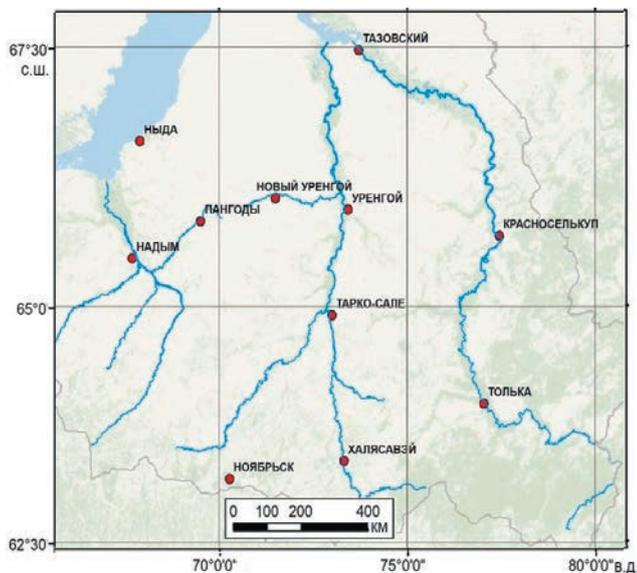 67°30'
С.Ш.
ТАЗОВСКИЙ
НЫДА
НОВЫЙ УРЕНГОЙ
УРЕНГОЙ
ПАНГОДЫ
КРАСНОСЕЛЬКУП
НАДЫМ
65°0'
ТАРКО-САЛЕ
ТОЛЬКА
ХАЛЯСАВЭЙ
НОЯБРЬСК
0 100 200 400
КМ
62°30'
70°0'0" 75°0'0" 80°0'0" В.Д.